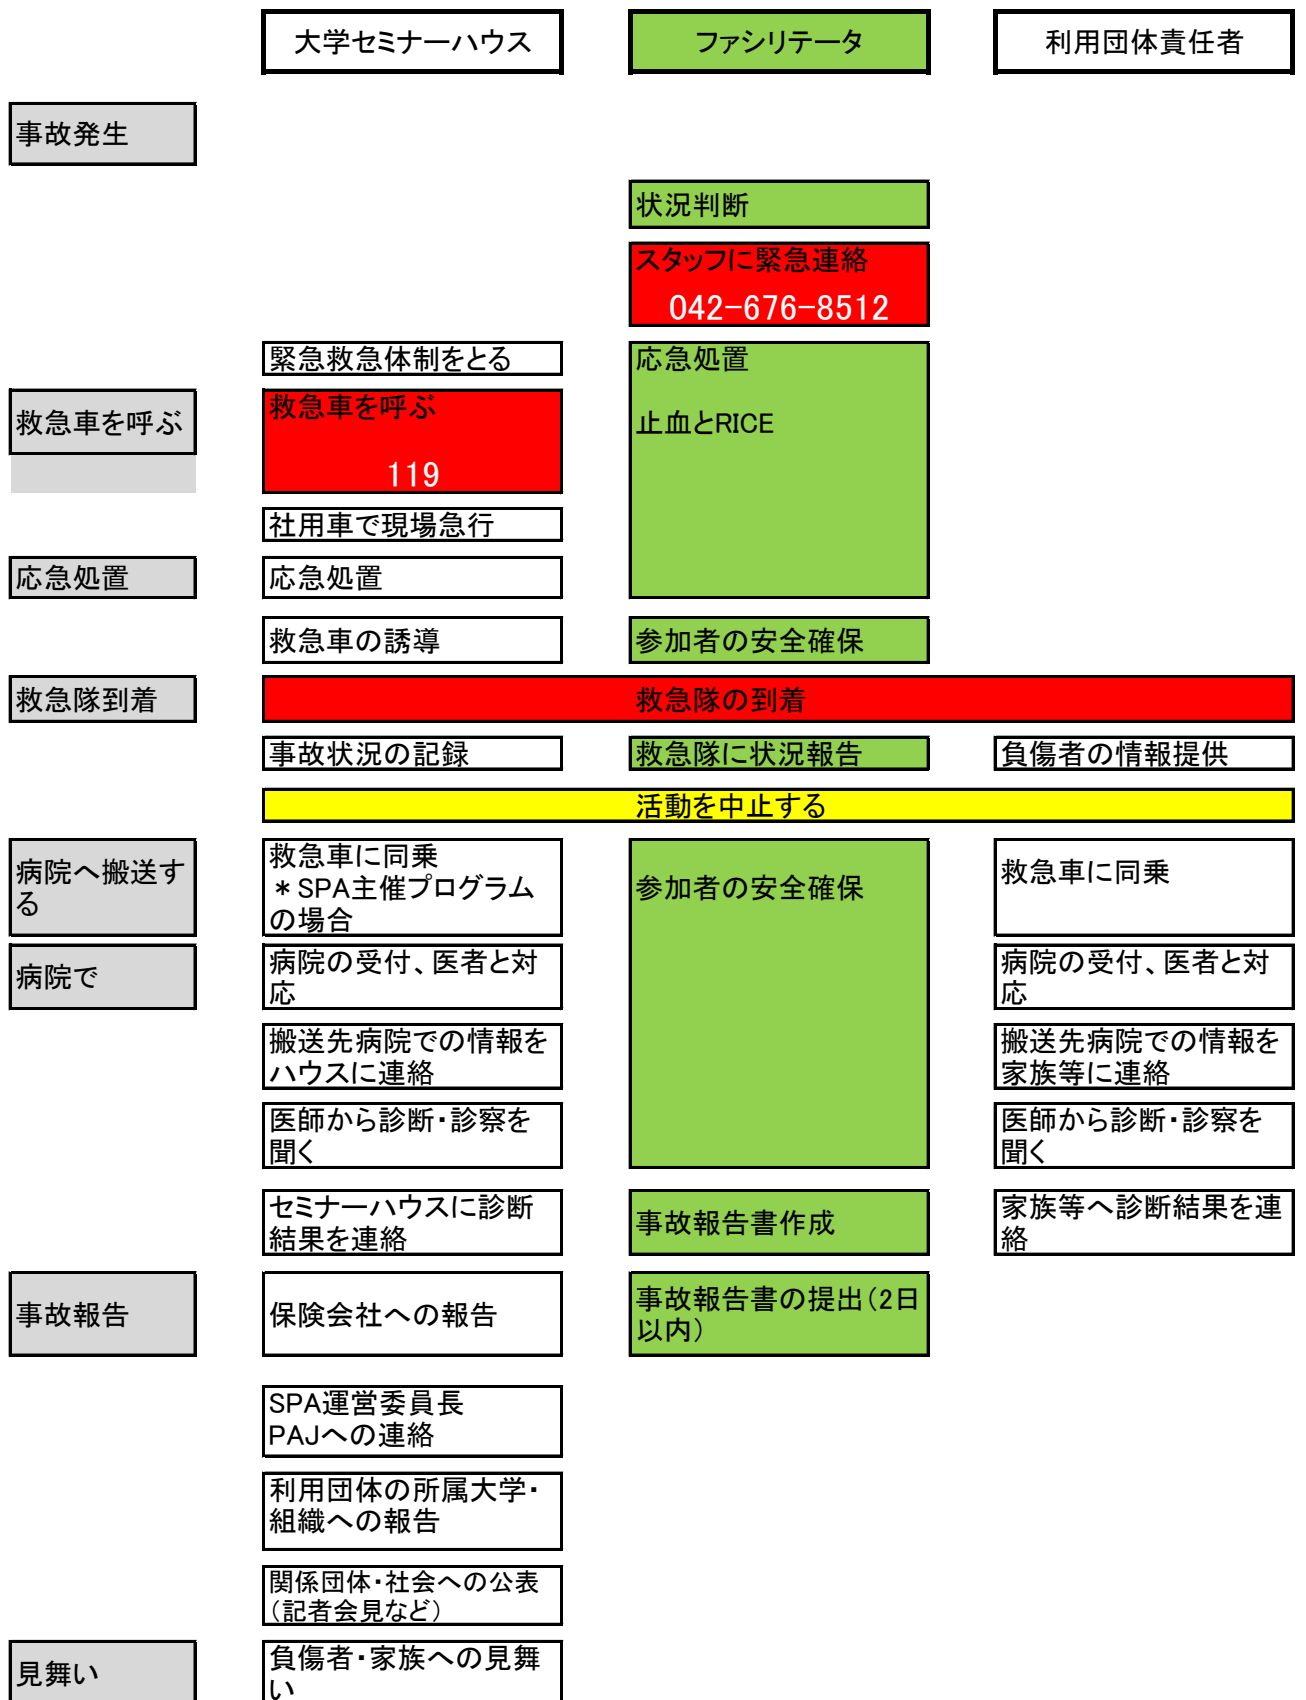 大学セミナーハウス
ファシリテータ
利用団体責任者
事故発生
状況判断
スタッフに緊急連絡
042-676-8512
緊急救急体制をとる
応急処置
救急車を呼ぶ
救急車を呼ぶ
止血とRICE
119
社用車で現場急行
応急処置
応急処置
救急車の誘導
参加者の安全確保
救急隊到着
救急隊の到着
事故状況の記録
救急隊に状況報告
負傷者の情報提供
活動を中止する
病院へ搬送す
る
救急車に同乗
＊SPA主催プログラム
の場合
参加者の安全確保
救急車に同乗
病院で
病院の受付、医者と対
応
病院の受付、医者と対
応
搬送先病院での情報を
ハウスに連絡
搬送先病院での情報を
家族等に連絡
医師から診断・診察を
聞く
医師から診断・診察を
聞く
セミナーハウスに診断
結果を連絡
事故報告書作成
家族等へ診断結果を連
絡
事故報告
保険会社への報告
事故報告書の提出（2日
以内）
SPA運営委員長
PAJへの連絡
利用団体の所属大学・
組織への報告
関係団体・社会への公表
（記者会見など）
見舞い
負傷者・家族への見舞
い